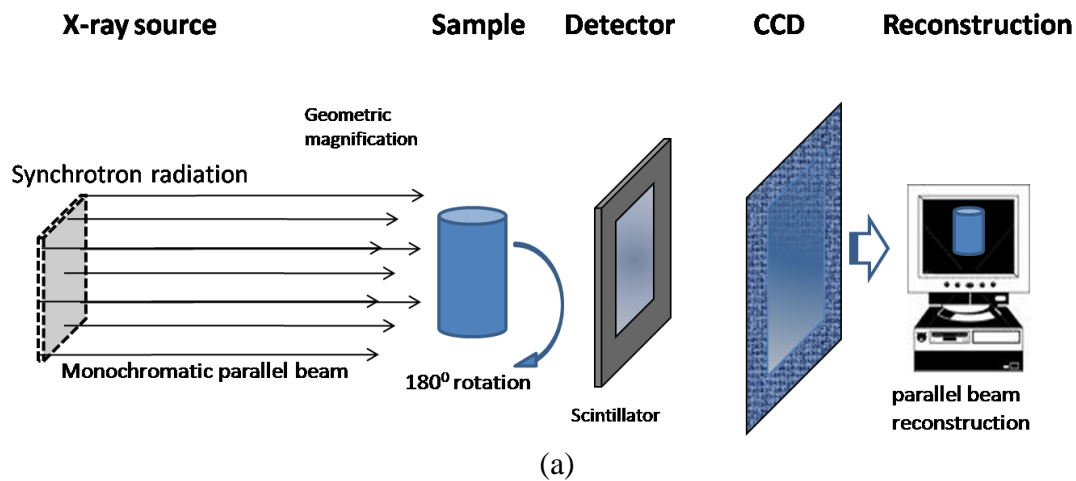 X-ray source Sample Detector CCD Reconstruction
Geometric
magnification
Synchrotron radiation
Monochromatic parallel beam
180⁰ rotation
Scintillator
parallel beam
reconstruction
(a)